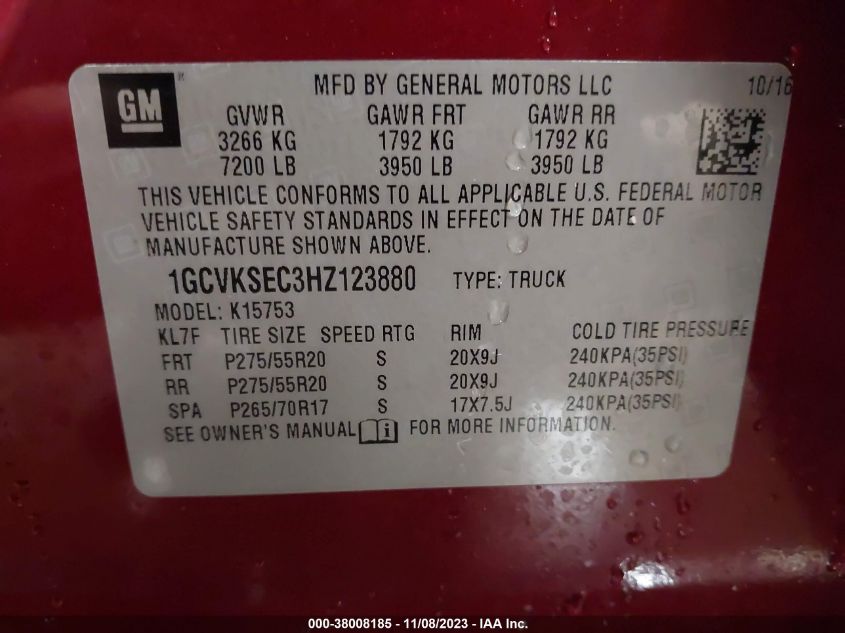 GM
MFD BY GENERAL MOTORS LLC 10/16
GVWR GAWR FRT GAWR RR
3266 KG 1792 KG 1792 KG
7200 LB 3950 LB 3950 LB
THIS VEHICLE CONFORMS TO ALL APPLICABLE U.S. FEDERAL MOTOR
VEHICLE SAFETY STANDARDS IN EFFECT ON THE DATE OF
MANUFACTURE SHOWN ABOVE.
1GCVKSEC3HZ123880 TYPE: TRUCK
MODEL: K15753
KL7F TIRE SIZE SPEED RTG RIM COLD TIRE PRESSURE
FRT P275/55R20 S 20X9J 240KPA(35PSI)
RR P275/55R20 S 20X9J 240KPA(35PSI)
SPA P265/70R17 S 17X7.5J 240KPA(35PSI)
SEE OWNER'S MANUAL i FOR MORE INFORMATION.
000-38008185 - 11/08/2023 - IAA Inc.